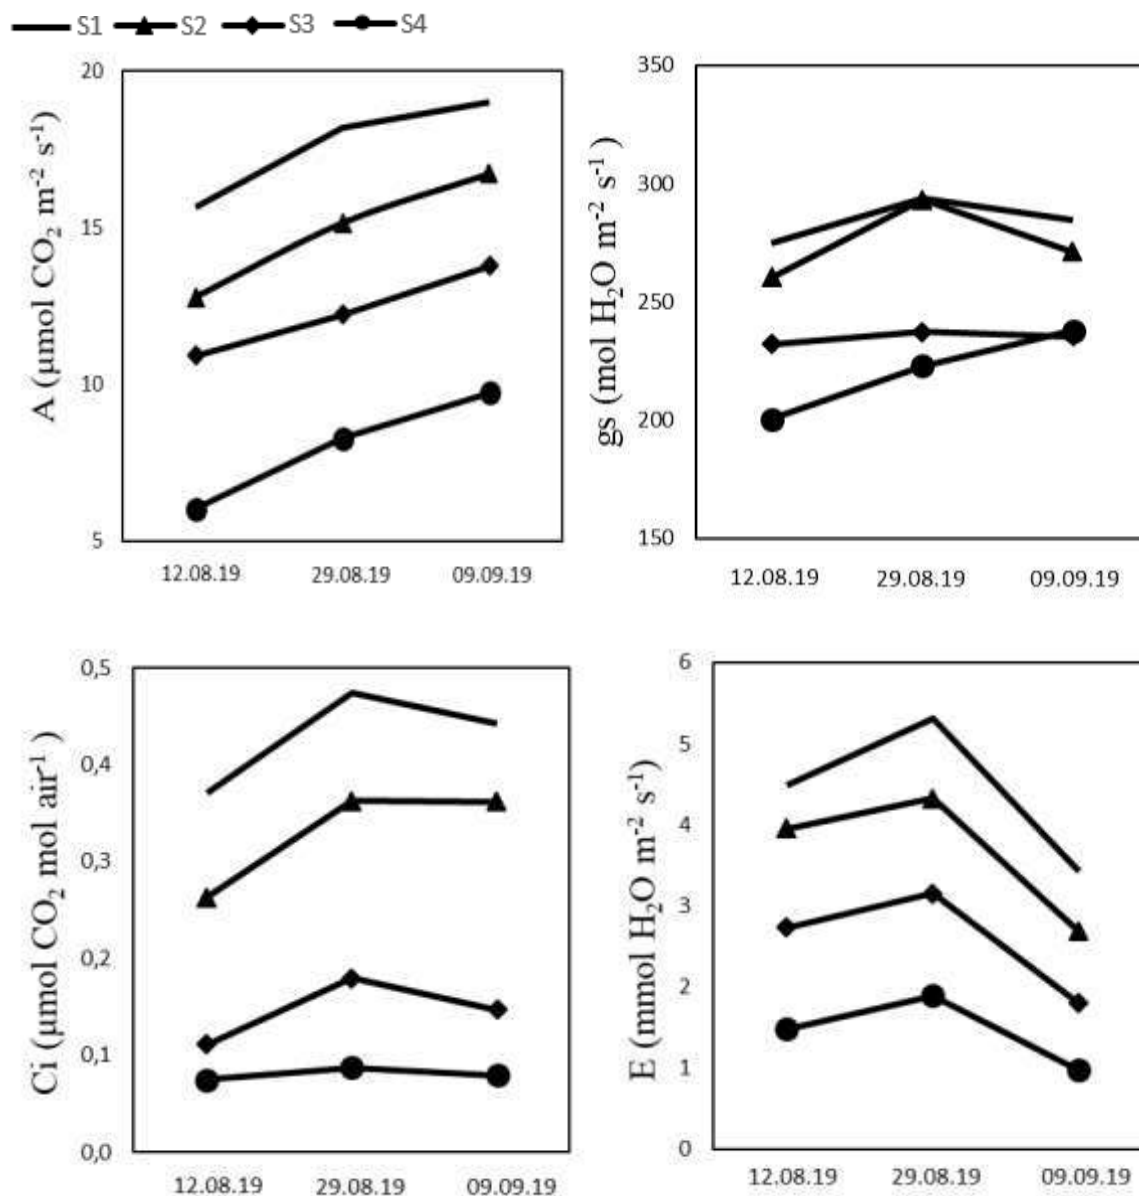 S1 S2 S3 S4
A (µmol CO₂ m⁻² s⁻¹)
20
15
10
5
12.08.19 29.08.19 09.09.19
gs (mol H₂O m⁻² s⁻¹ )
350
300
250
200
150
12.08.19 29.08.19 09.09.19
Ci (µmol CO₂ mol air⁻¹ )
0,5
0,4
0,3
0,2
0,1
0,0
12.08.19 29.08.19 09.09.19
E (mmol H₂O m⁻² s⁻¹)
6
5
4
3
2
1
0
12.08.19 29.08.19 09.09.19